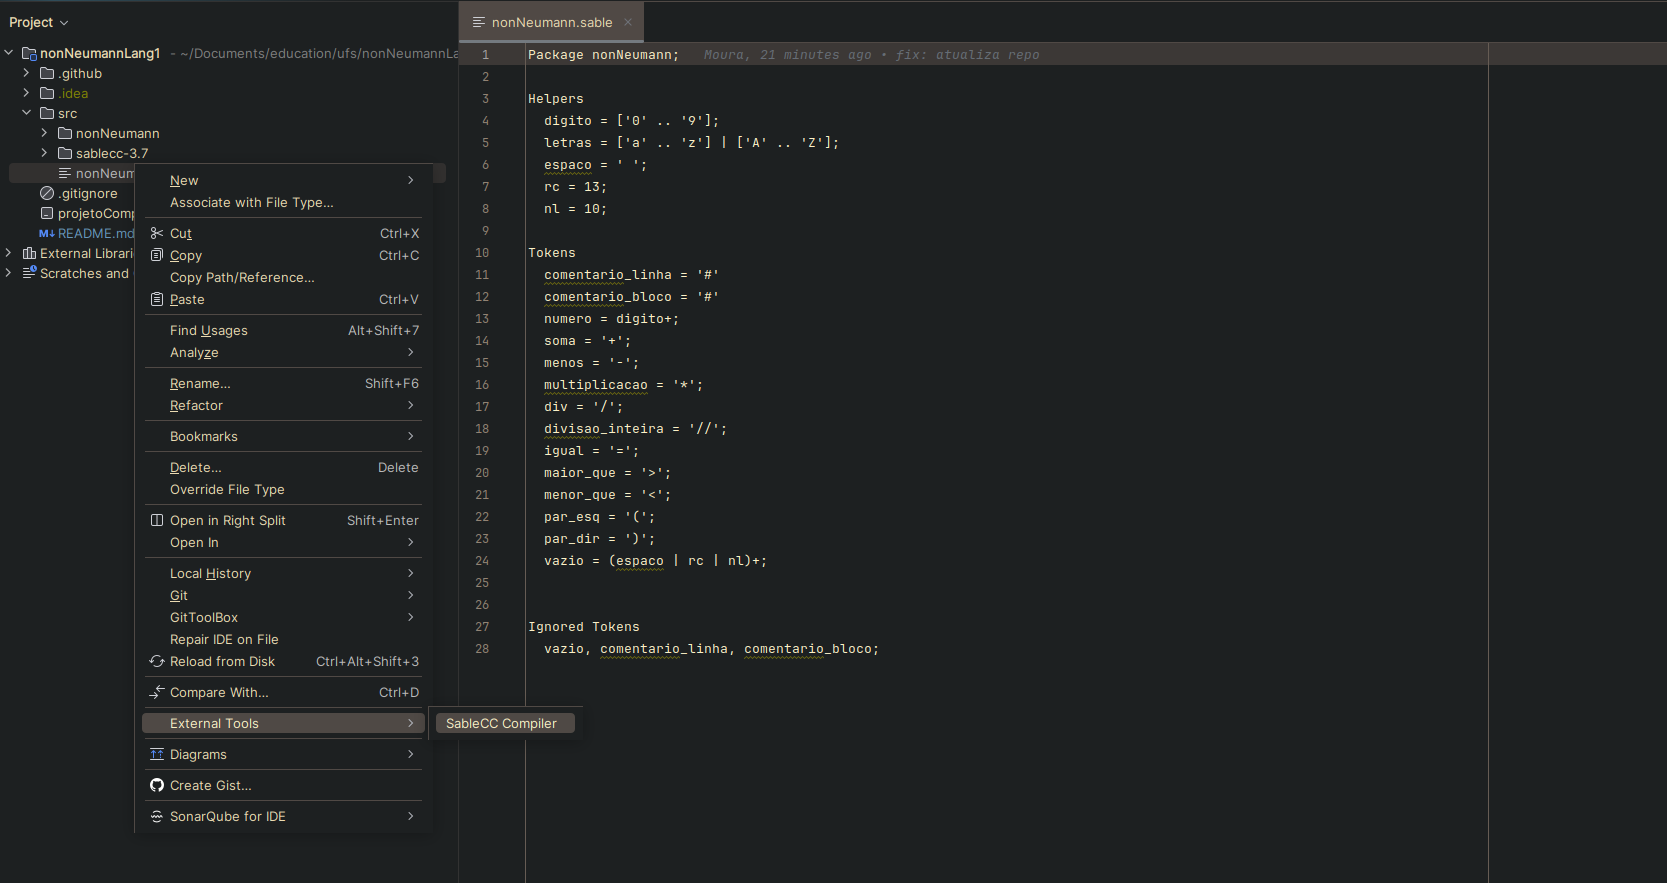 Project
nonNeumannLang1 - ~/Documents/education/ufs/nonNeumannLa
.github
.idea
src
nonNeumann
sablecc-3.7
nonNeum
.gitignore
projetoComp
README.md
External Librari
Scratches and
New
Associate with File Type...
Cut Ctrl+X
Copy Ctrl+C
Copy Path/Reference...
Paste Ctrl+V
Find Usages Alt+Shift+7
Analyze
Rename... Shift+F6
Refactor
Bookmarks
Delete... Delete
Override File Type
Open in Right Split Shift+Enter
Open In
Local History
Git
GitToolBox
Repair IDE on File
Reload from Disk Ctrl+Alt+Shift+3
Compare With... Ctrl+D
External Tools
SableCC Compiler
Diagrams
Create Gist...
SonarQube for IDE
nonNeumann.sable
1 Package nonNeumann; Moura, 21 minutes ago • fix: atualiza repo
2
3 Helpers
4 digito = ['0' .. '9'];
5 letras = ['a' .. 'z'] | ['A' .. 'Z'];
6 espaco = ' ';
7 rc = 13;
8 nl = 10;
9
10 Tokens
11 comentario_linha = '#'
12 comentario_bloco = '#'
13 numero = digito+;
14 soma = '+';
15 menos = '-';
16 multiplicacao = '*';
17 div = '/';
18 divisao_inteira = '//';
19 igual = '=';
20 maior_que = '>';
21 menor_que = '<';
22 par_esq = '(';
23 par_dir = ')';
24 vazio = (espaco | rc | nl)+;
25
26
27 Ignored Tokens
28 vazio, comentario_linha, comentario_bloco;